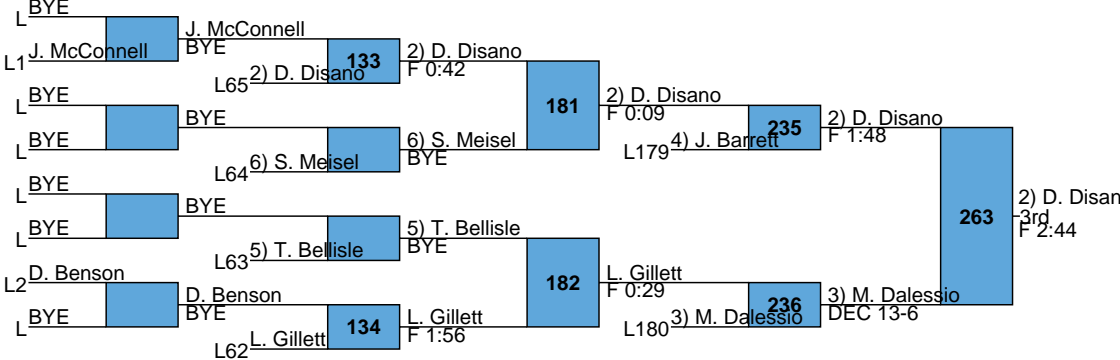 BYE
L
J. McConnell
L1
J. McConnell
BYE
133
2) D. Disano
L65
2) D. Disano
F 0:42
BYE
L
BYE
L
BYE
6) S. Meisel
L64
6) S. Meisel
BYE
181
2) D. Disano
F 0:09
4) J. Barrett
L179
235
2) D. Disano
F 1:48
BYE
L
BYE
L
BYE
5) T. Bellisle
L63
5) T. Bellisle
BYE
D. Benson
L2
BYE
L
D. Benson
BYE
134
L. Gillett
L62
L. Gillett
F 1:56
182
L. Gillett
F 0:29
3) M. Dalessio
L180
236
3) M. Dalessio
DEC 13-6
263
2) D. Disan
3rd
F 2:44